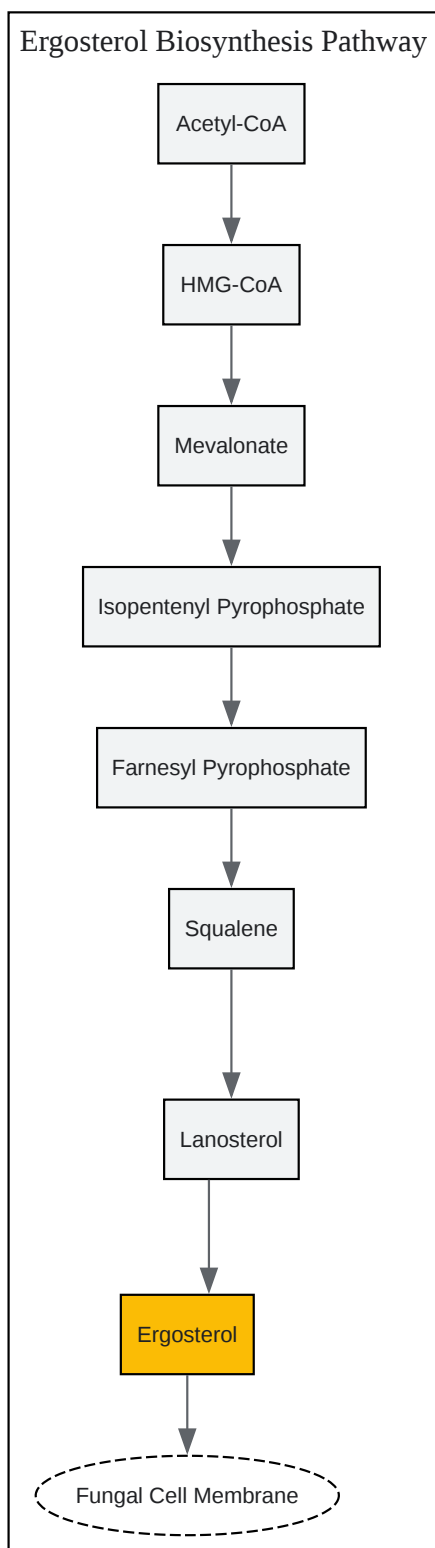 Ergosterol Biosynthesis Pathway
Acetyl-CoA
HMG-CoA
Mevalonate
Isopentenyl Pyrophosphate
Farnesyl Pyrophosphate
Squalene
Lanosterol
Ergosterol
Fungal Cell Membrane